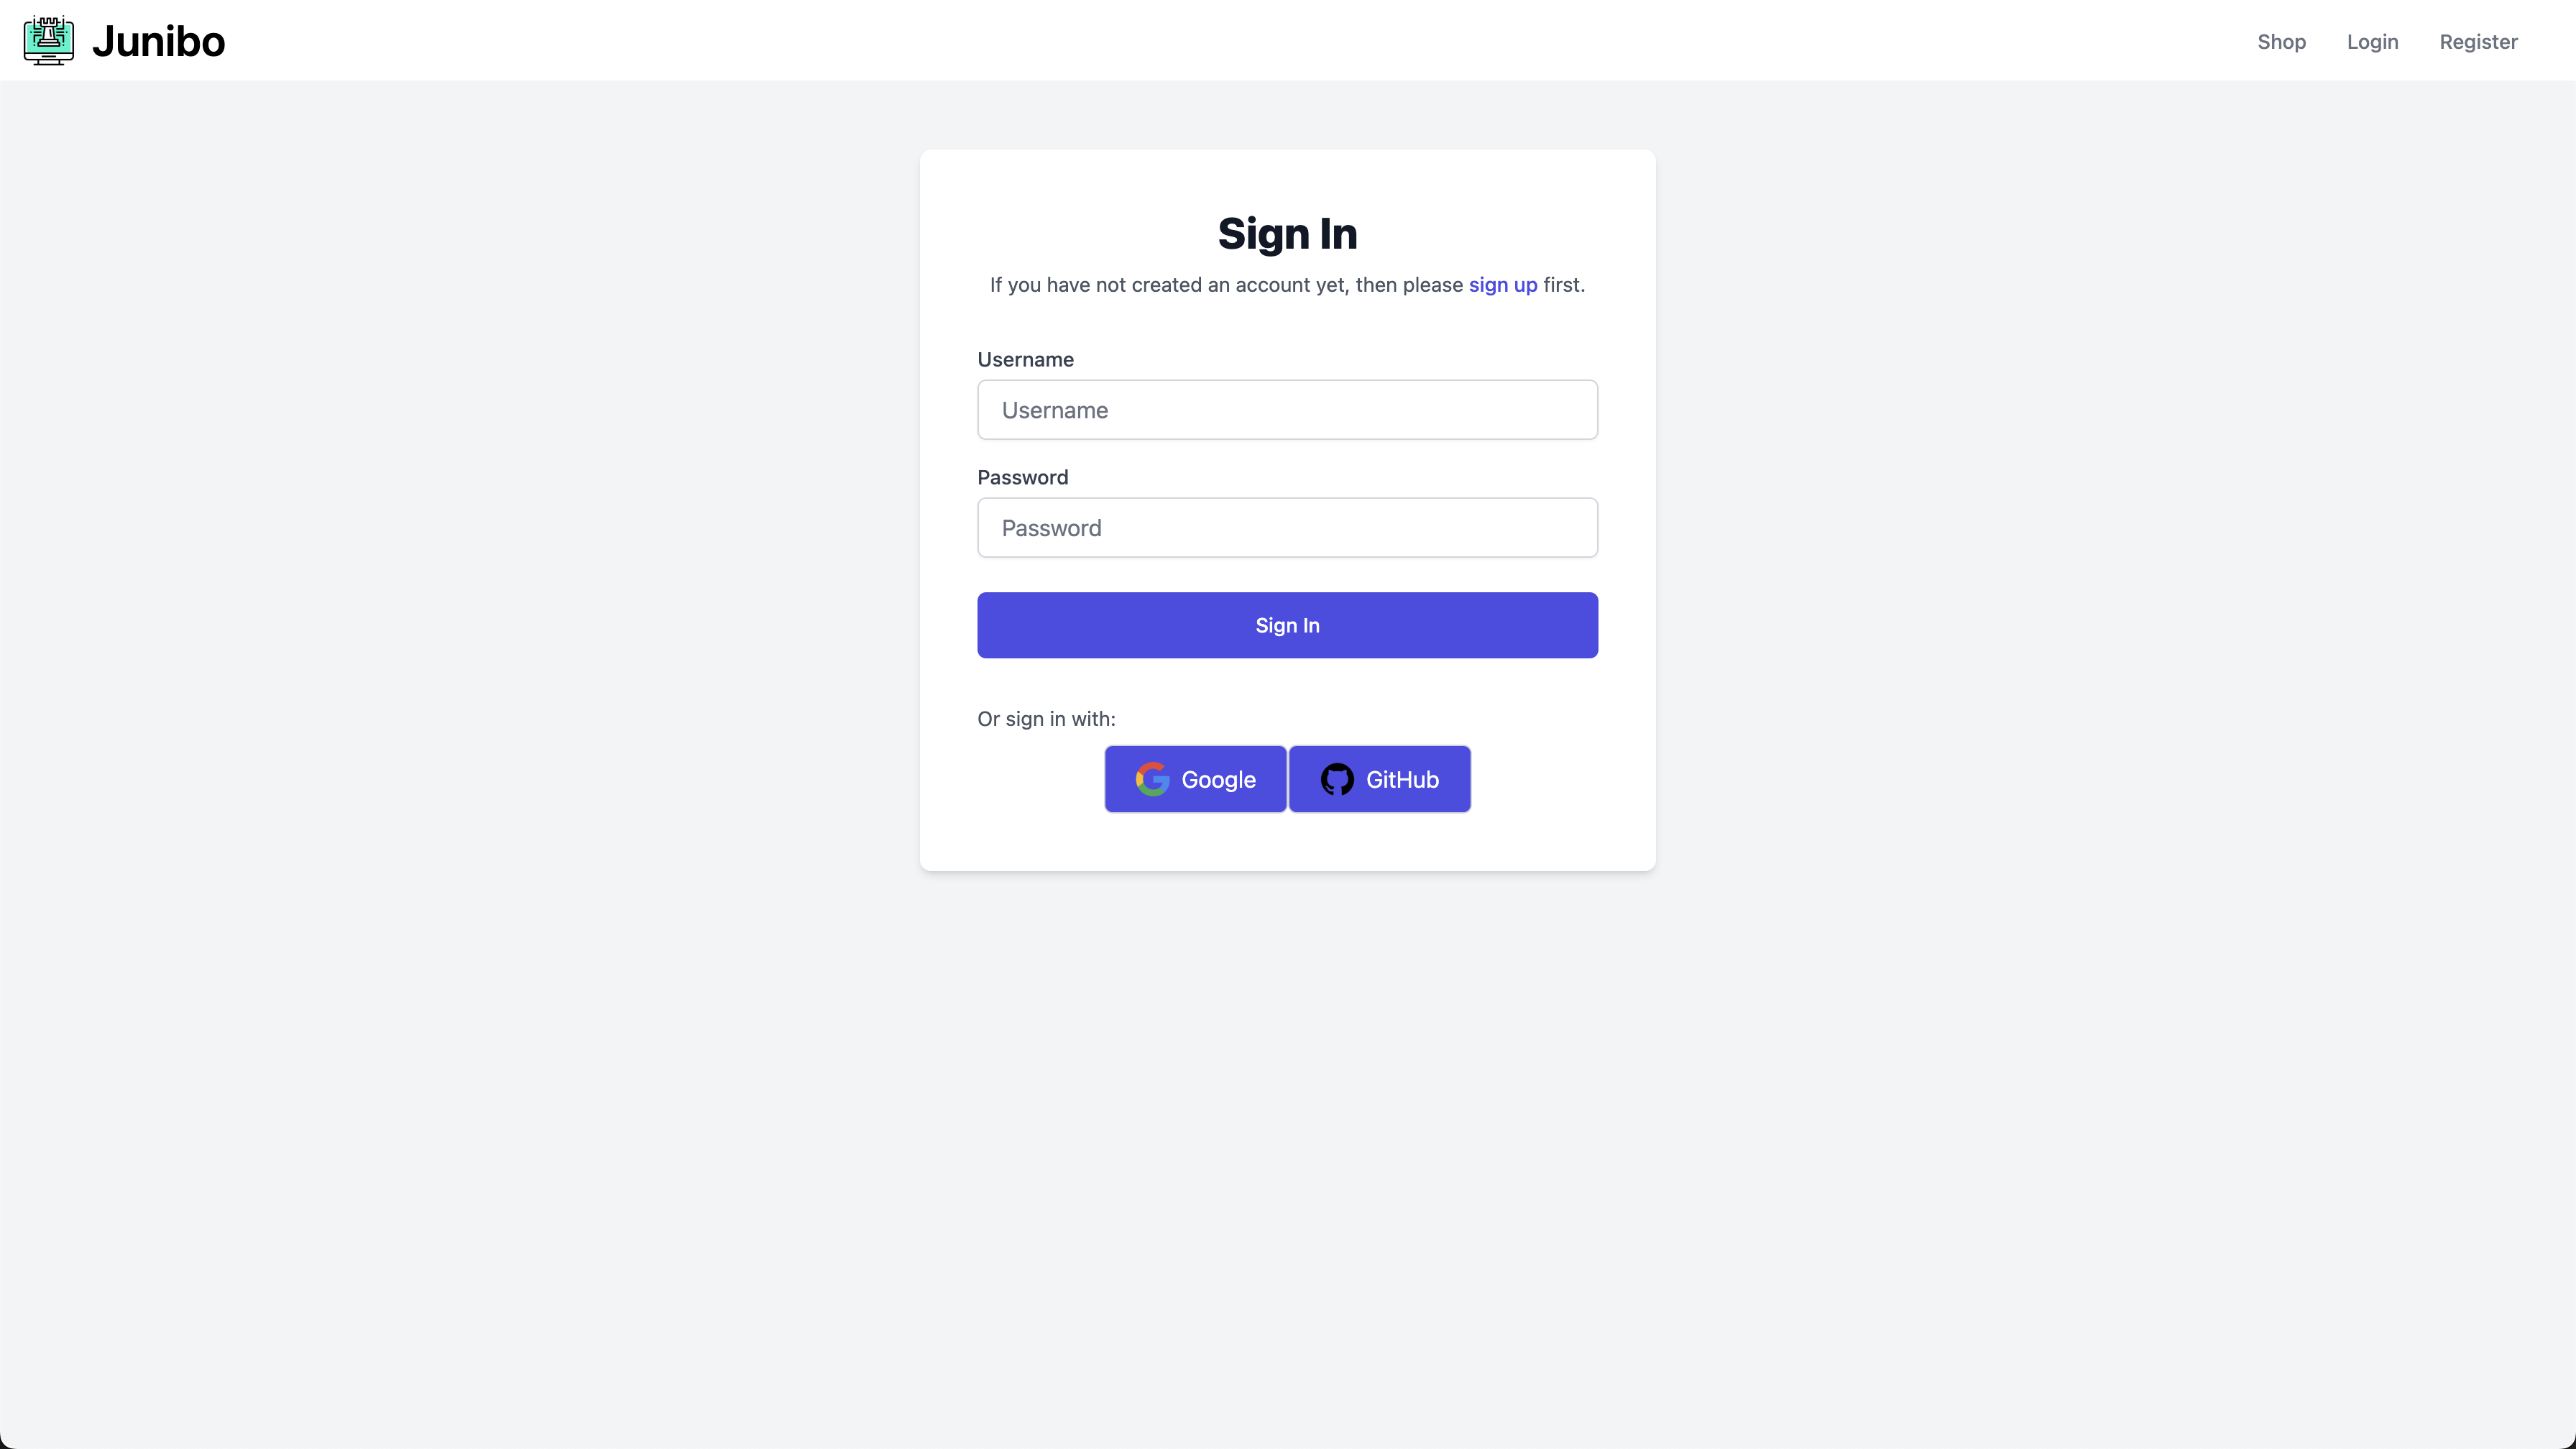 Junibo
Shop
Login
Register
Sign In
If you have not created an account yet, then please sign up first.
Username
Username
Password
Password
Sign In
Or sign in with:
Google
GitHub